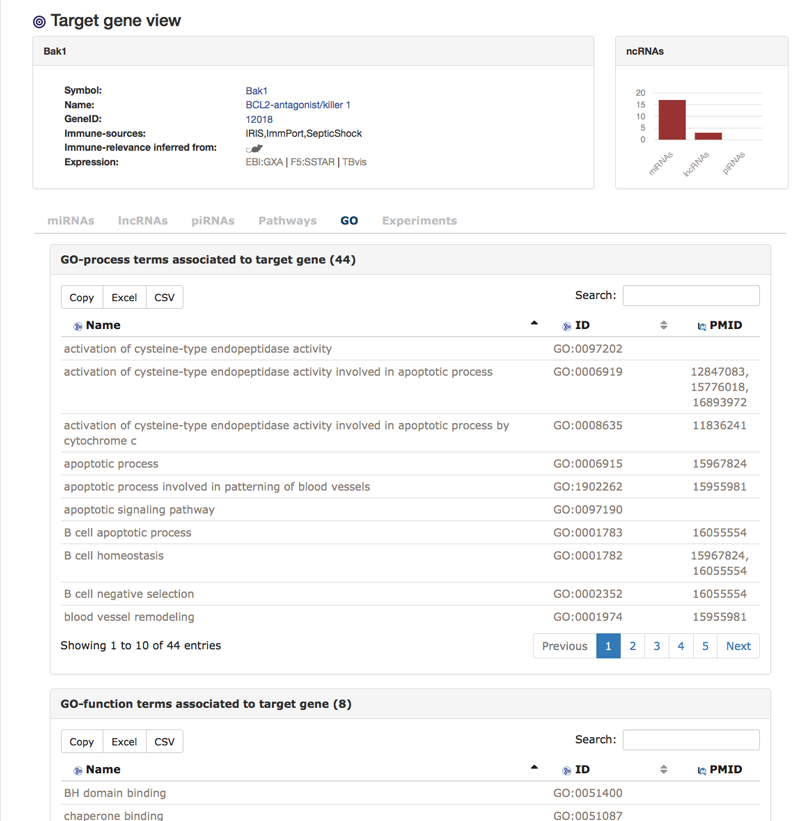 Target gene view
Bak1
Symbol: Bak1
Name: BCL2-antagonist/killer 1
GeneID: 12018
Immune-sources: IRIS,ImmPort,SepticShock
Immune-relevance inferred from:
Expression: EBI:GXA | F5:SSTAR | TBvis
ncRNAs
20
15
10
5
0
miRNAs lncRNAs piRNAs
miRNAs lncRNAs piRNAs Pathways GO Experiments
GO-process terms associated to target gene (44)
Copy Excel CSV Search:
Name ID PMID
activation of cysteine-type endopeptidase activity GO:0097202
activation of cysteine-type endopeptidase activity involved in apoptotic process GO:0006919 12847083,
15776018,
16893972
activation of cysteine-type endopeptidase activity involved in apoptotic process by GO:0008635 11836241
cytochrome c
apoptotic process GO:0006915 15967824
apoptotic process involved in patterning of blood vessels GO:1902262 15955981
apoptotic signaling pathway GO:0097190
B cell apoptotic process GO:0001783 16055554
B cell homeostasis GO:0001782 15967824,
16055554
B cell negative selection GO:0002352 16055554
blood vessel remodeling GO:0001974 15955981
Showing 1 to 10 of 44 entries Previous 1 2 3 4 5 Next
GO-function terms associated to target gene (8)
Copy Excel CSV Search:
Name ID PMID
BH domain binding GO:0051400
chaperone binding GO:0051087